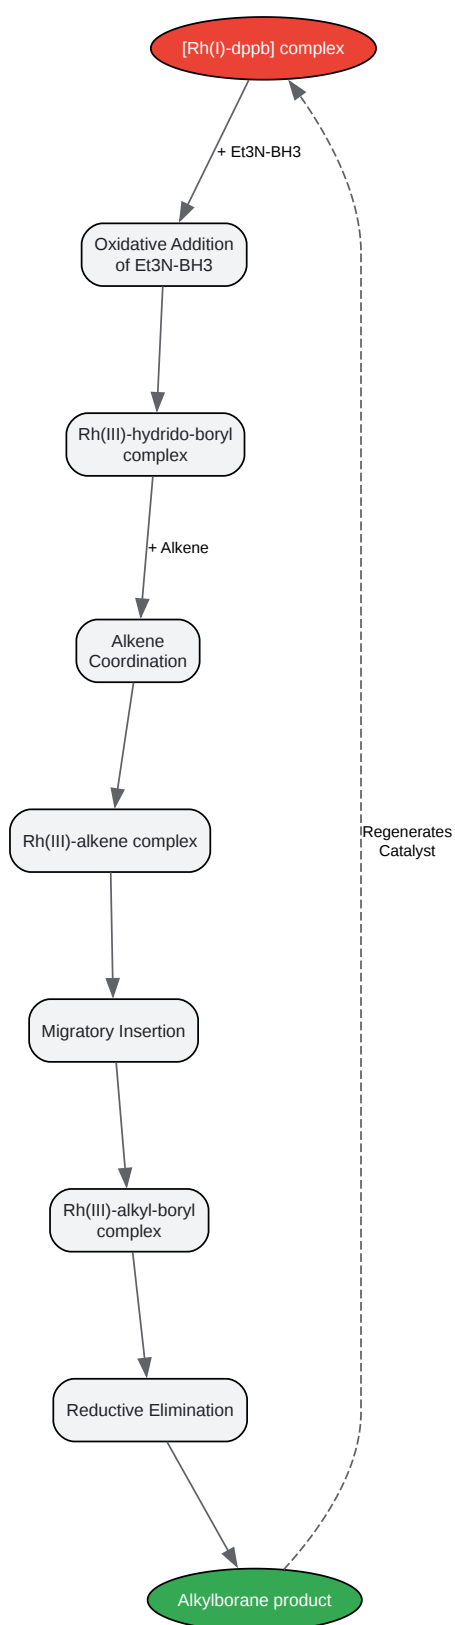 [Rh(I)-dppb] complex
+ Et3N-BH3
Oxidative Addition
of Et3N-BH3
Rh(III)-hydrido-boryl
complex
+ Alkene
Alkene
Coordination
Rh(III)-alkene complex
Regenerates
Catalyst
Migratory Insertion
Rh(III)-alkyl-boryl
complex
Reductive Elimination
Alkylborane product